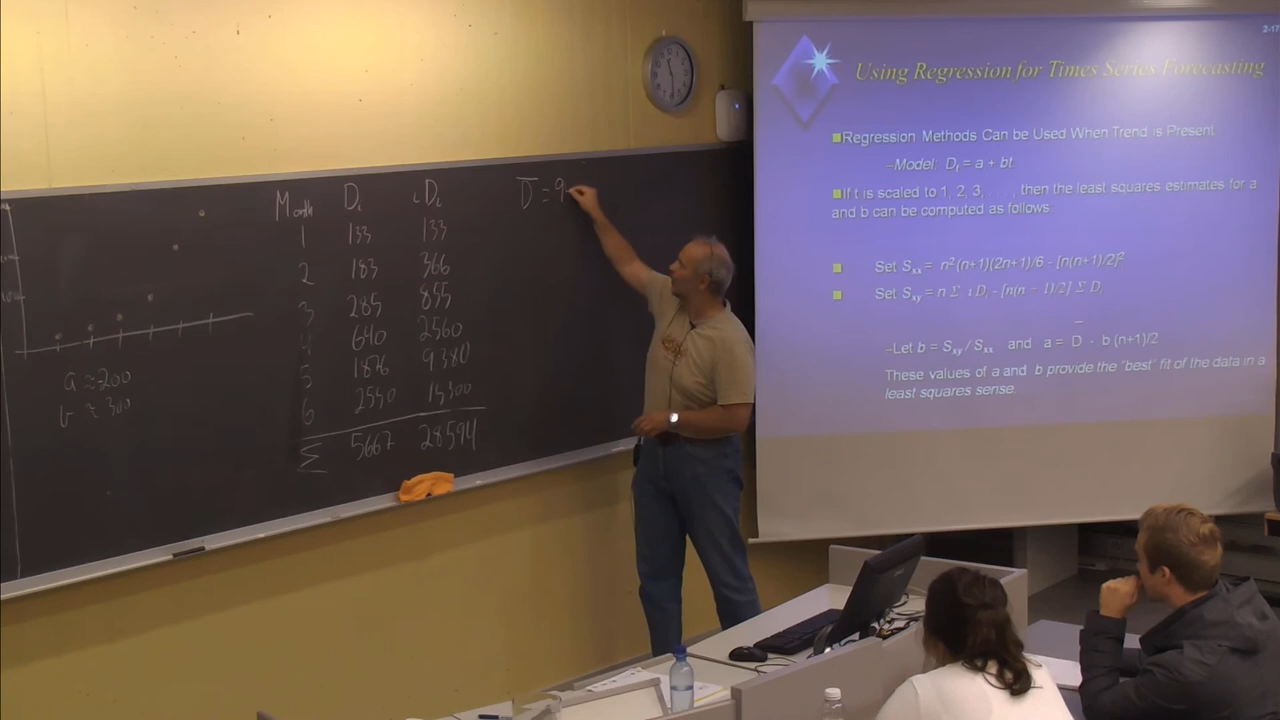 Month Dᵢ iDᵢ
1 133 133
2 183 366
3 285 855
4 640 2560
5 1876 9380
6 2550 15300
Σ 5667 28594
D̅ = 9
a ≈ 200
b ≈ 300
2-17
Using Regression for Times Series Forecasting
Regression Methods Can be Used When Trend is Present
–Model: Dₜ = a + bt.
If t is scaled to 1, 2, 3, . . . , then the least squares estimates for a
and b can be computed as follows:
Set Sₓₓ = n²(n+1)(2n+1)/6 - [n(n+1)/2]²
Set Sₓᵧ = n Σ i Dᵢ - [n(n + 1)/2] Σ Dᵢ
–Let b = Sₓᵧ / Sₓₓ and a = D̅ - b (n+1)/2
These values of a and b provide the "best" fit of the data in a
least squares sense.